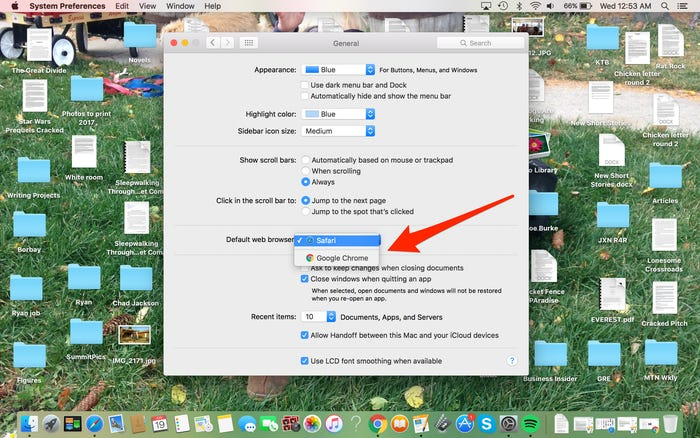 System Preferences Edit View Window Help
66% Wed 12:53 AM
General
Search
Appearance: Blue For Buttons, Menus, and Windows
Use dark menu bar and Dock
Automatically hide and show the menu bar
Highlight color: Blue
Sidebar icon size: Medium
Show scroll bars: Automatically based on mouse or trackpad
When scrolling
Always
Click in the scroll bar to: Jump to the next page
Jump to the spot that's clicked
Default web browser Safari
Google Chrome
Ask to keep changes when closing documents
Close windows when quitting an app
When selected, open documents and windows will not be restored
when you re-open an app.
Recent items: 10 Documents, Apps, and Servers
Allow Handoff between this Mac and your iCloud devices
Use LCD font smoothing when available
?
The Great Divide
Novels
Star Wars
Prequels Cracked
Photos to print
2017
White room
Sleepwalking
Through...et Com
Writing Projects
Borbay
Sleepwalking
Through...et
Ryan job
Ryan
Chad Jackson
SummitPics
IMG_2171.jpg
Figures
12.JPG
KTB
Rat Rock
Chicken letter
round 2
New Short Stories
DOCX
Chicken letter
round 2
o Library
DOCX
New Short
Stories.docx
Articles
Joe.Burke
JXN R4R
Lonesome
Crossroads
Picket Fence
PAradise
EVEREST.pdf
Cracked Pitch
Business Insider
GRE
MTN Wkly
19